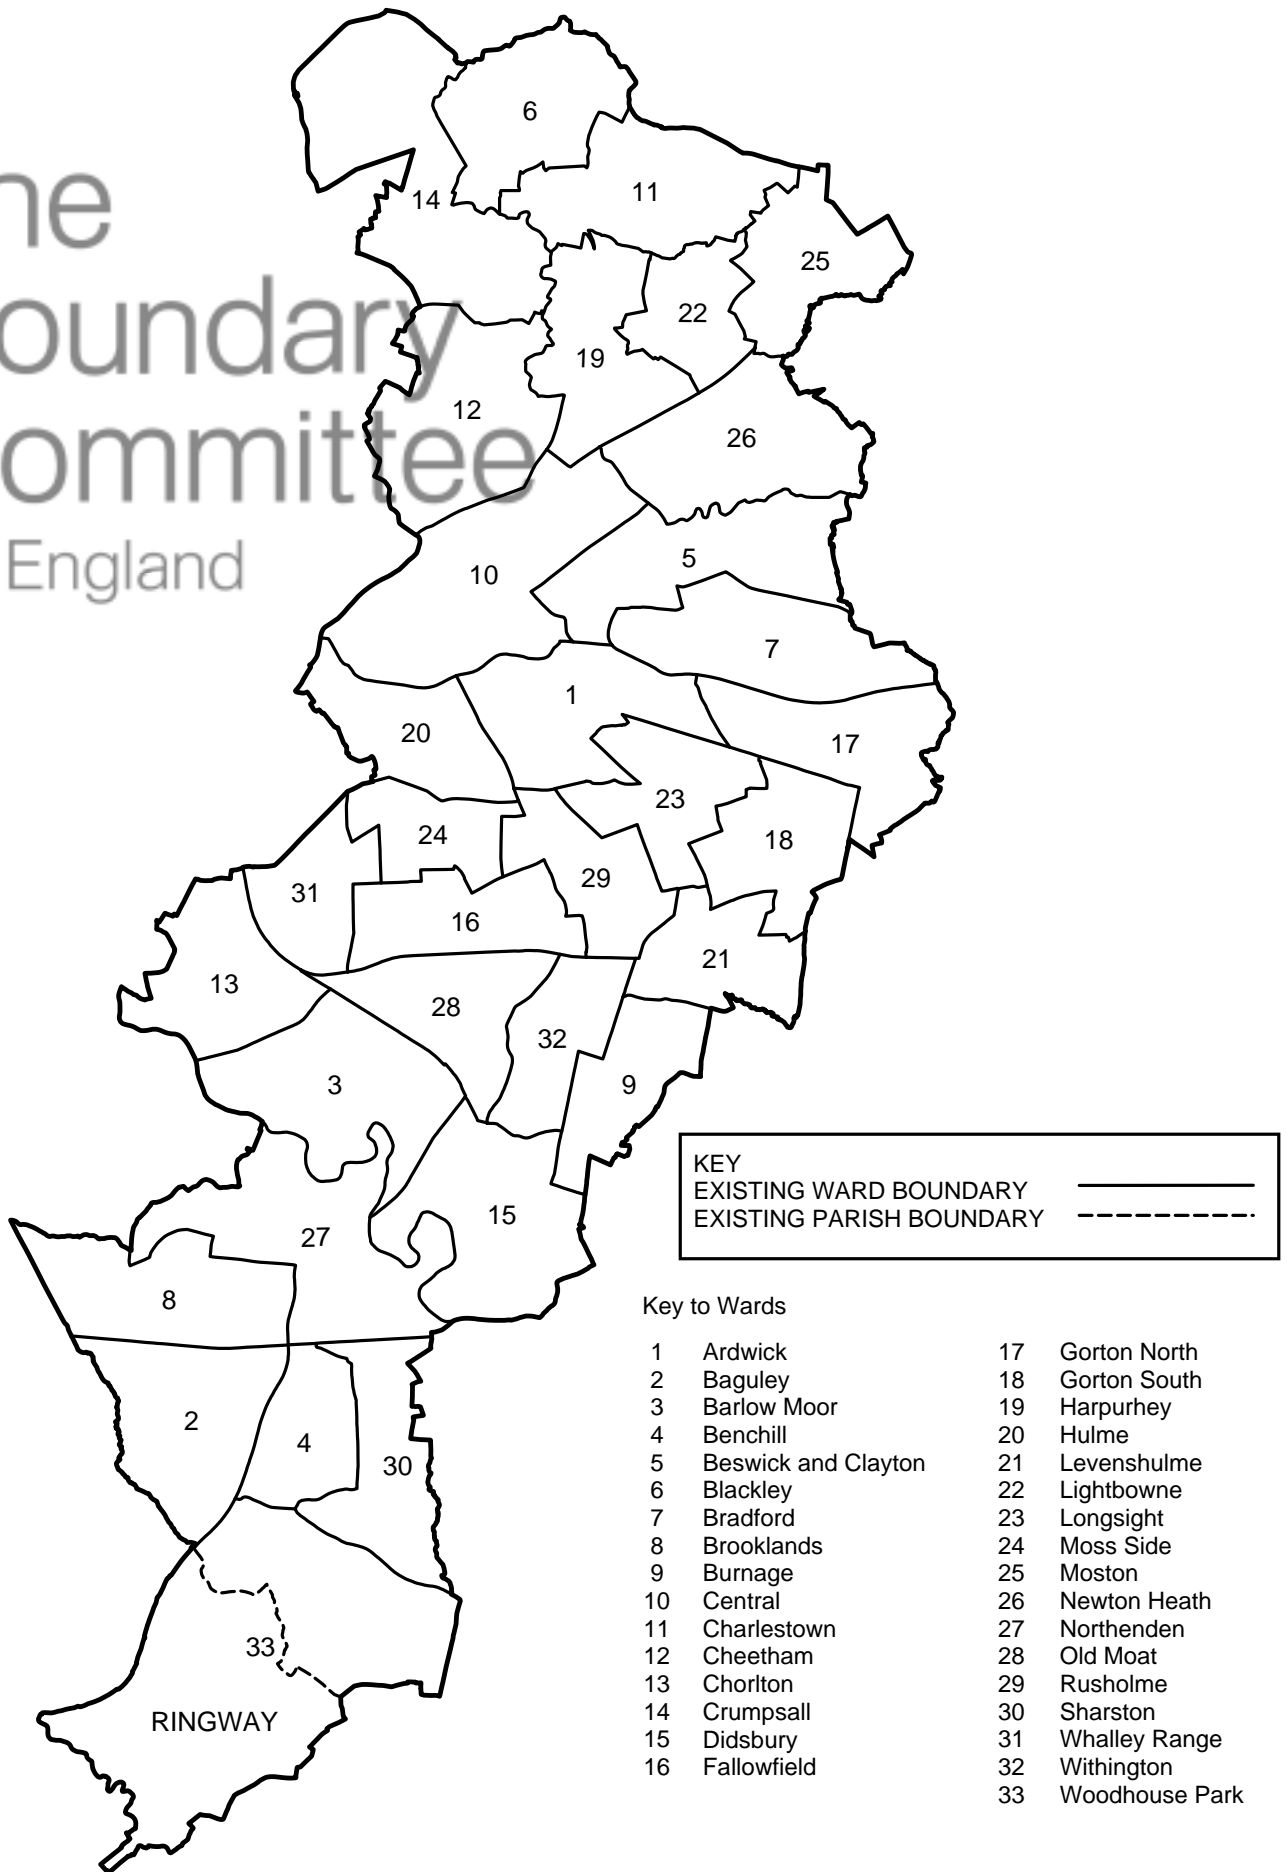 6
11
14
25
22
19
12
26
5
10
7
1
20
17
23
24
18
29
31
16
21
13
28
32
9
3
15
27
8
2
4
30
33
RINGWAY
oundary
ommittee
England
KEY
EXISTING WARD BOUNDARY
EXISTING PARISH BOUNDARY
Key to Wards
1 Ardwick
2 Baguley
3 Barlow Moor
4 Benchill
5 Beswick and Clayton
6 Blackley
7 Bradford
8 Brooklands
9 Burnage
10 Central
11 Charlestown
12 Cheetham
13 Chorlton
14 Crumpsall
15 Didsbury
16 Fallowfield
17 Gorton North
18 Gorton South
19 Harpurhey
20 Hulme
21 Levenshulme
22 Lightbowne
23 Longsight
24 Moss Side
25 Moston
26 Newton Heath
27 Northenden
28 Old Moat
29 Rusholme
30 Sharston
31 Whalley Range
32 Withington
33 Woodhouse Park